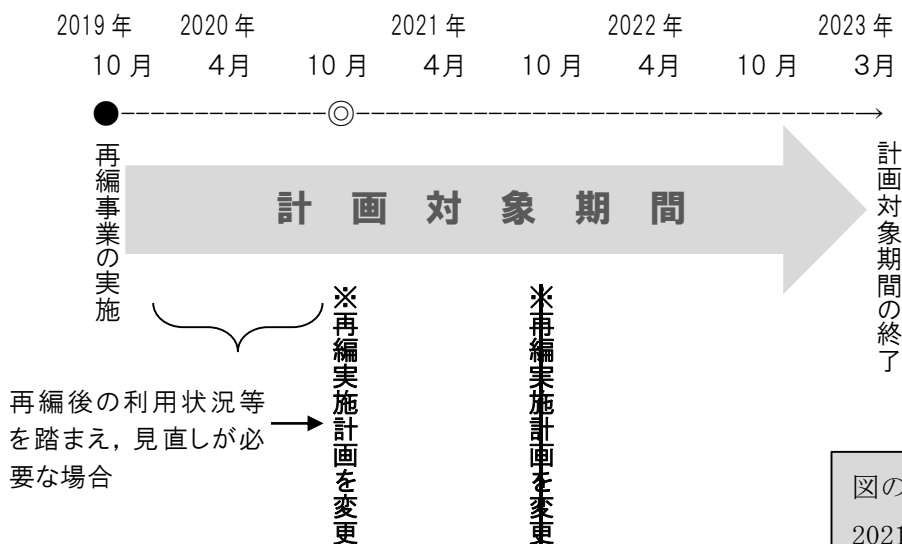 2019年 2020年 2021年 2022年 2023年
10月 4月 10月 4月 10月 4月 10月 3月
再編事業の実施
計画対象期間
計画対象期間の終了
※再編実施計画を変更
※再編実施計画を変更
再編後の利用状況等
を踏まえ，見直しが必
要な場合
図の
2021